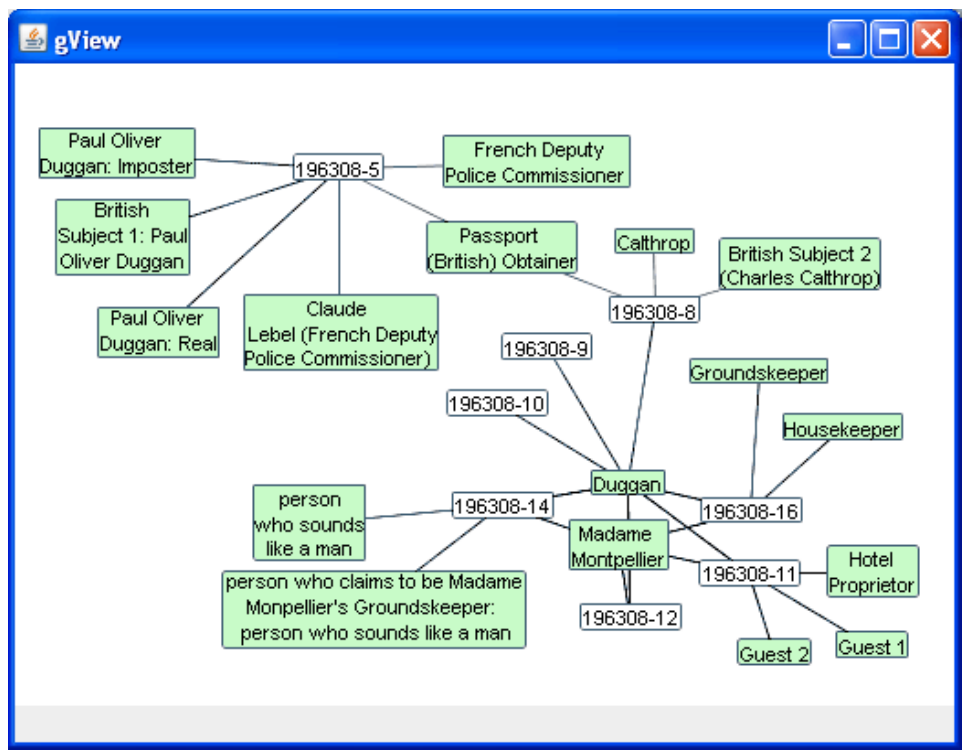 gView
Paul Oliver
Duggan: Imposter
196308-5
French Deputy
Police Commissioner
British
Subject 1: Paul
Oliver Duggan
Passport
(British) Obtainer
Calthrop
British Subject 2
(Charles Calthrop)
Paul Oliver
Duggan: Real
Claude
Lebel (French Deputy
Police Commissioner)
196308-8
196308-9
Groundskeeper
196308-10
Housekeeper
Duggan
person
who sounds
like a man
196308-14
196308-16
Madame
Montpellier
Hotel
Proprietor
196308-11
person who claims to be Madame
Monpellier's Groundskeeper:
person who sounds like a man
196308-12
Guest 2
Guest 1